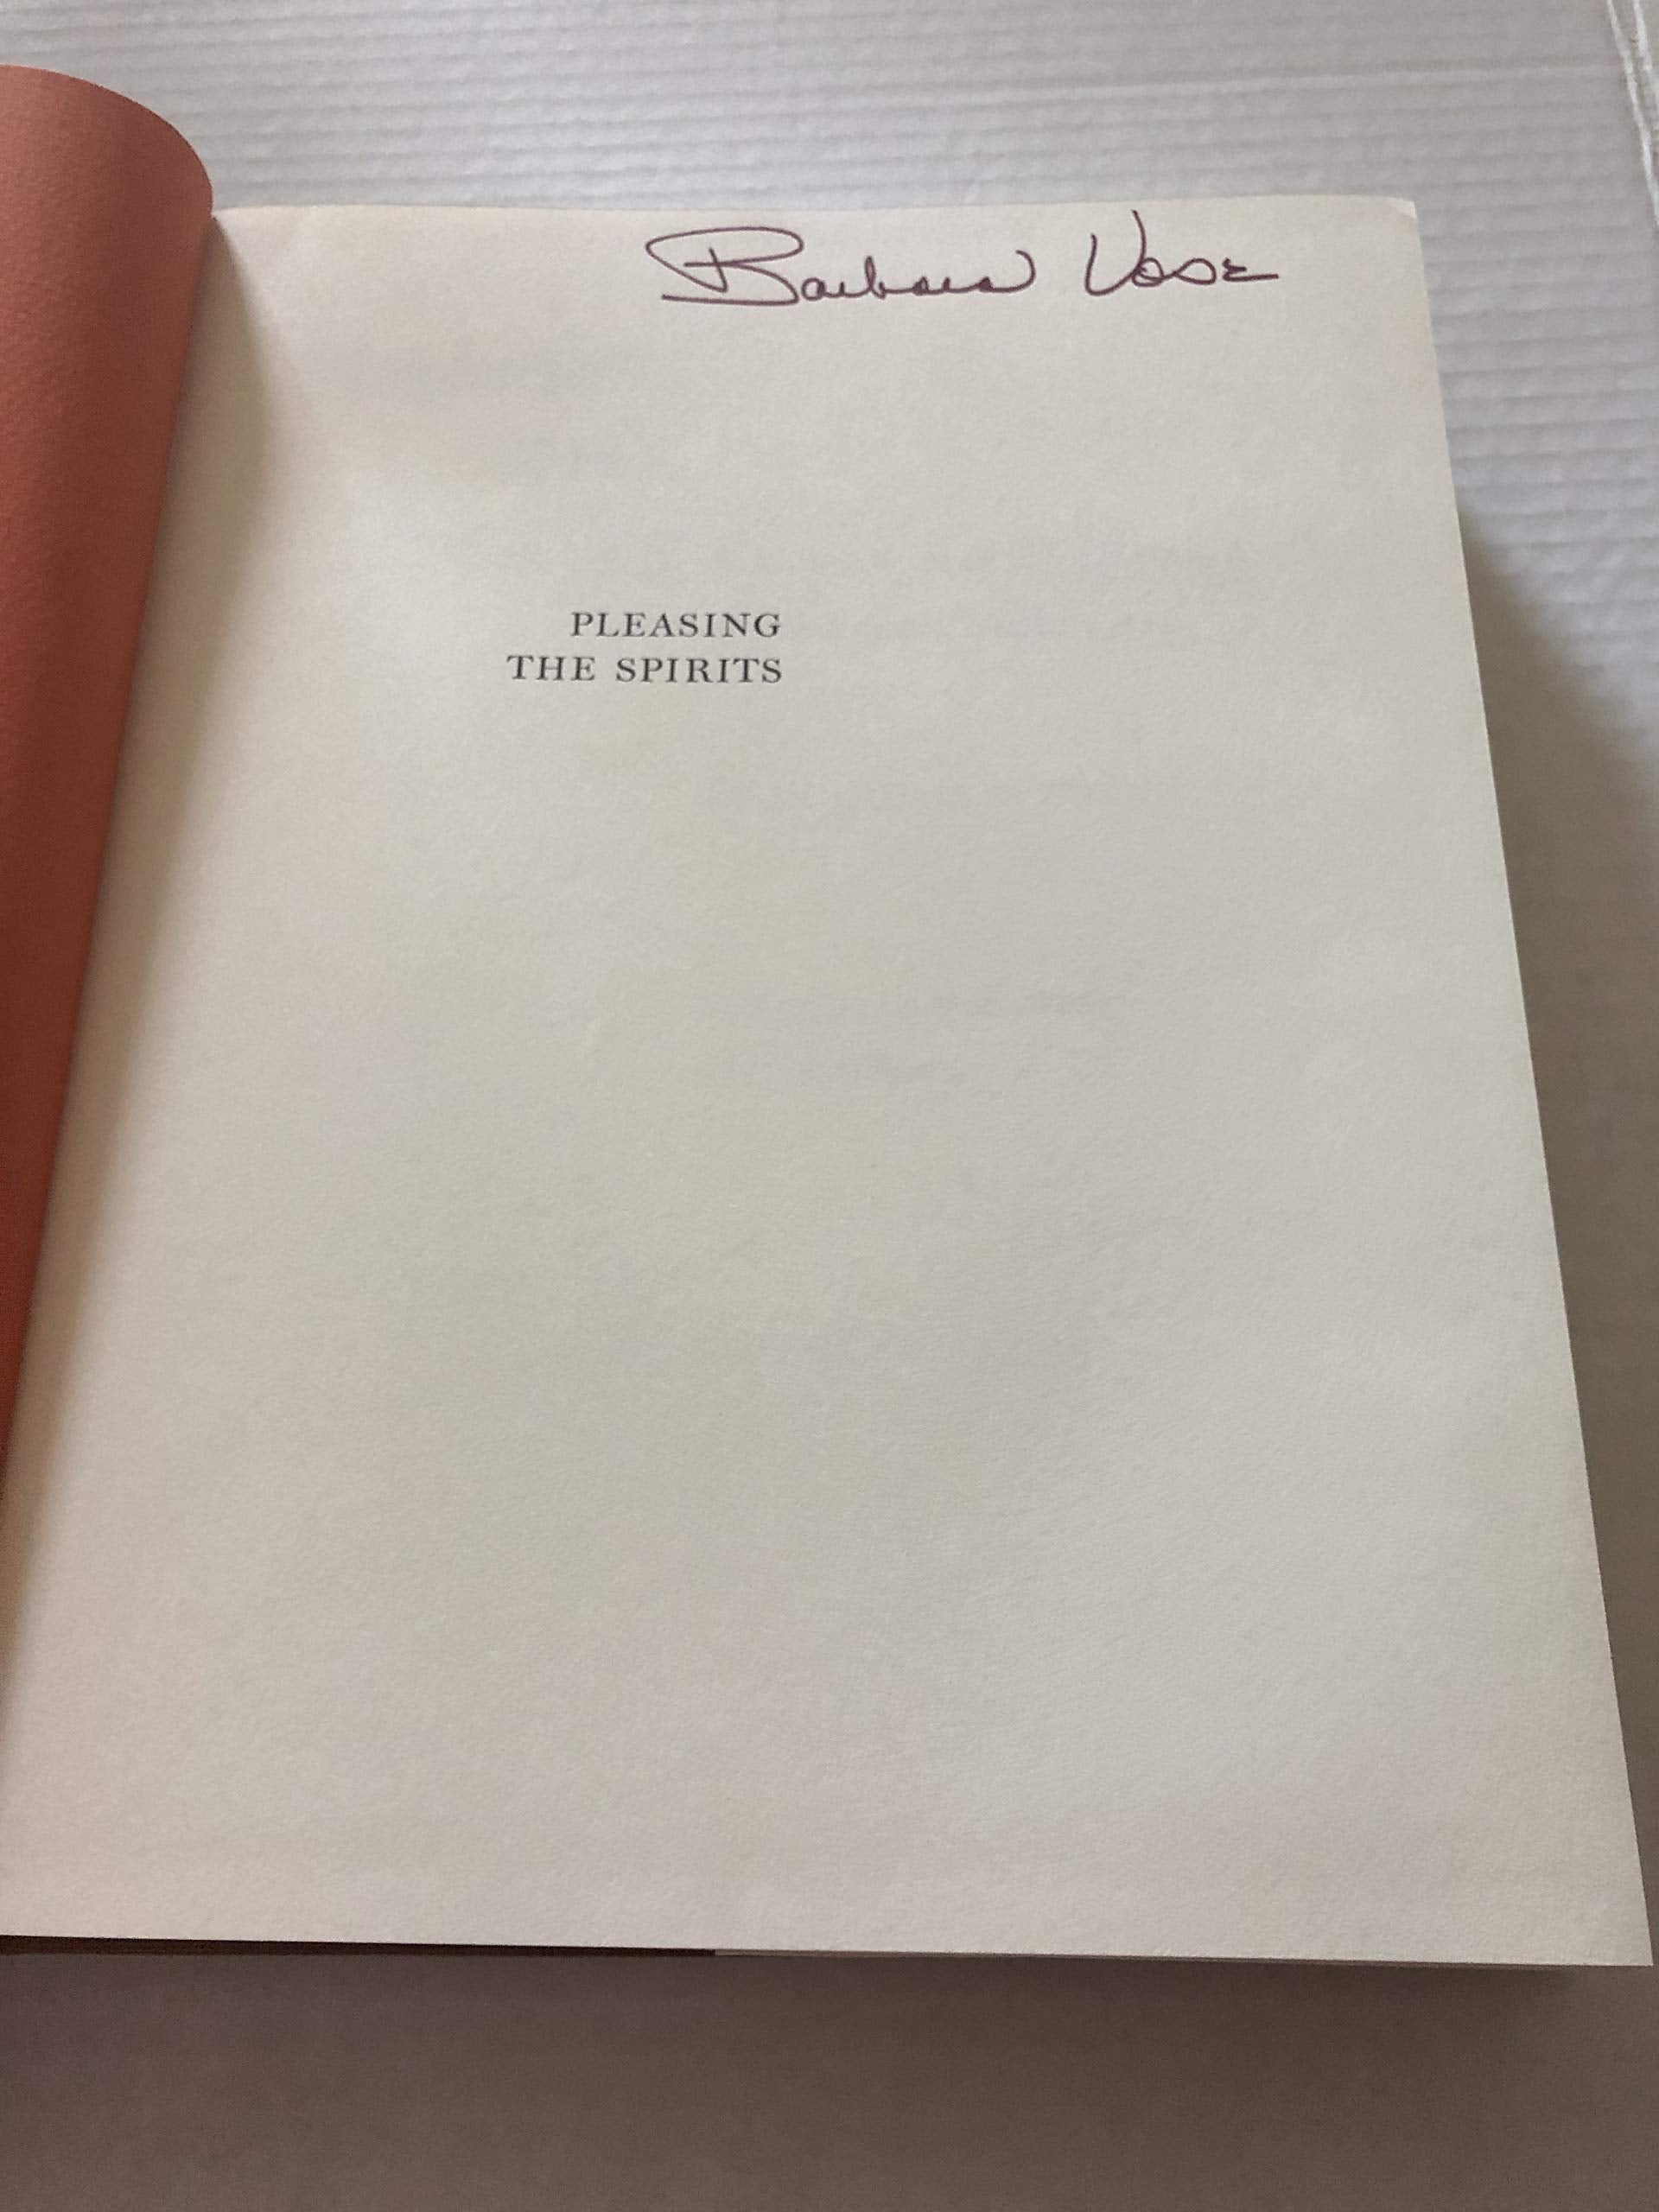 Barbara Vose
PLEASING
THE SPIRITS